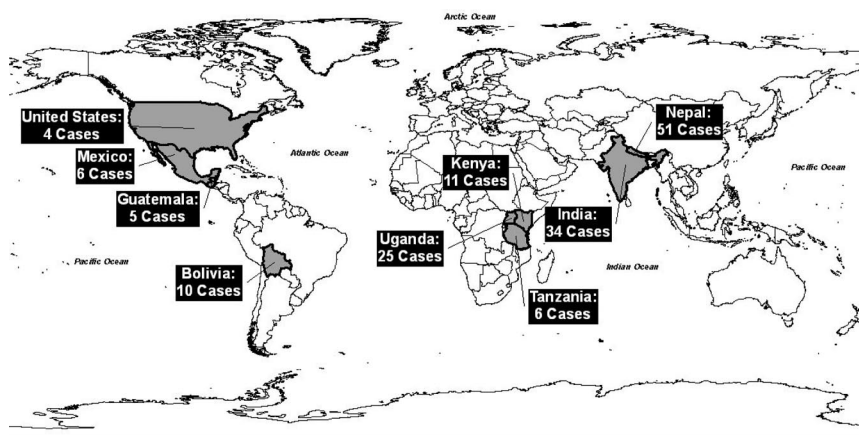 Arctic Ocean
United States:
4 Cases
Nepal:
51 Cases
Mexico:
6 Cases
Atlantic Ocean
Kenya:
11 Cases
Pacific Ocean
Guatemala:
5 Cases
India:
34 Cases
Uganda:
25 Cases
Pacific Ocean
Bolivia:
10 Cases
Indian Ocean
Tanzania:
6 Cases